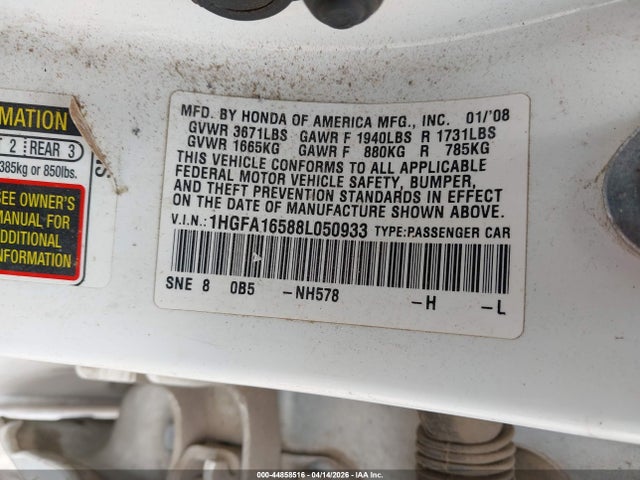 MFD. BY HONDA OF AMERICA MFG., INC. 01/'08
GVWR 3671LBS GAWR F 1940LBS R 1731LBS
GVWR 1665KG GAWR F 880KG R 785KG
THIS VEHICLE CONFORMS TO ALL APPLICABLE
FEDERAL MOTOR VEHICLE SAFETY, BUMPER,
AND THEFT PREVENTION STANDARDS IN EFFECT
ON THE DATE OF MANUFACTURE SHOWN ABOVE.
V.I.N.: 1HGFA16588L050933 TYPE:PASSENGER CAR
SNE 8 0B5 -NH578 -H -L
2 REAR 3
385kg or 850lbs.
SEE OWNER'S
MANUAL FOR
ADDITIONAL
000-44858516 - 04/14/2026 - IAA Inc.